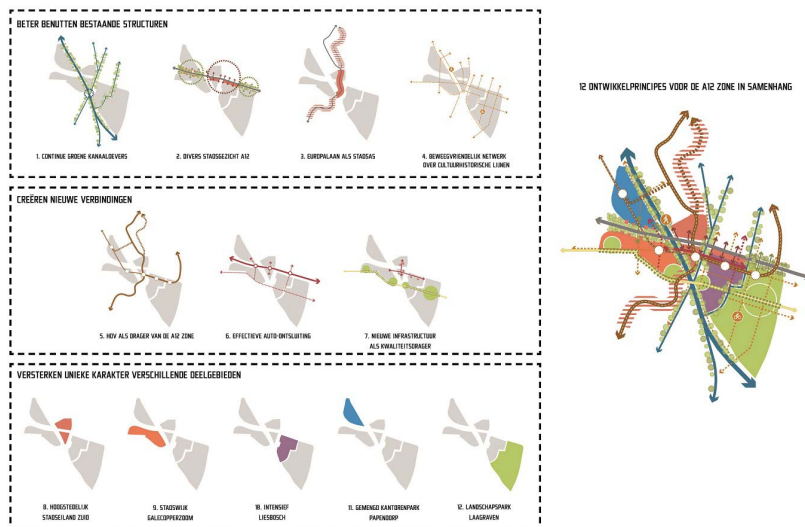 BETER BENUTTEN BESTAANDE STRUCTUREN
1. CONTINUE GROENE KANAALOEVERS
2. DIVERS STADSGEZICHT A12
3. EUROPALAAN ALS STADSAS
4. BEWEEGVRIENDELIJK NETWERK
OVER CULTUURHISTORISCHE LIJNEN
CREËREN NIEUWE VERBINDINGEN
5. HOV ALS DRAGER VAN DE A12 ZONE
6. EFFECTIEVE AUTO-ONTSLUITING
7. NIEUWE INFRASTRUCTUUR
ALS KWALITEITSDRAGER
VERSTERKEN UNIEKE KARAKTER VERSCHILLENDE DEELGEBIEDEN
8. HOOGSTEDELIJK
STADSEILAND ZUID
9. STADSWIJK
GALECOPPERZOOM
10. INTENSIEF
LIESBOSCH
11. GEMENGD KANTORENPARK
PAPENDORP
12. LANDSCHAPSPARK
LAAGRAVEN
12 ONTWIKKELPRINCIPES VOOR DE A12 ZONE IN SAMENHANG